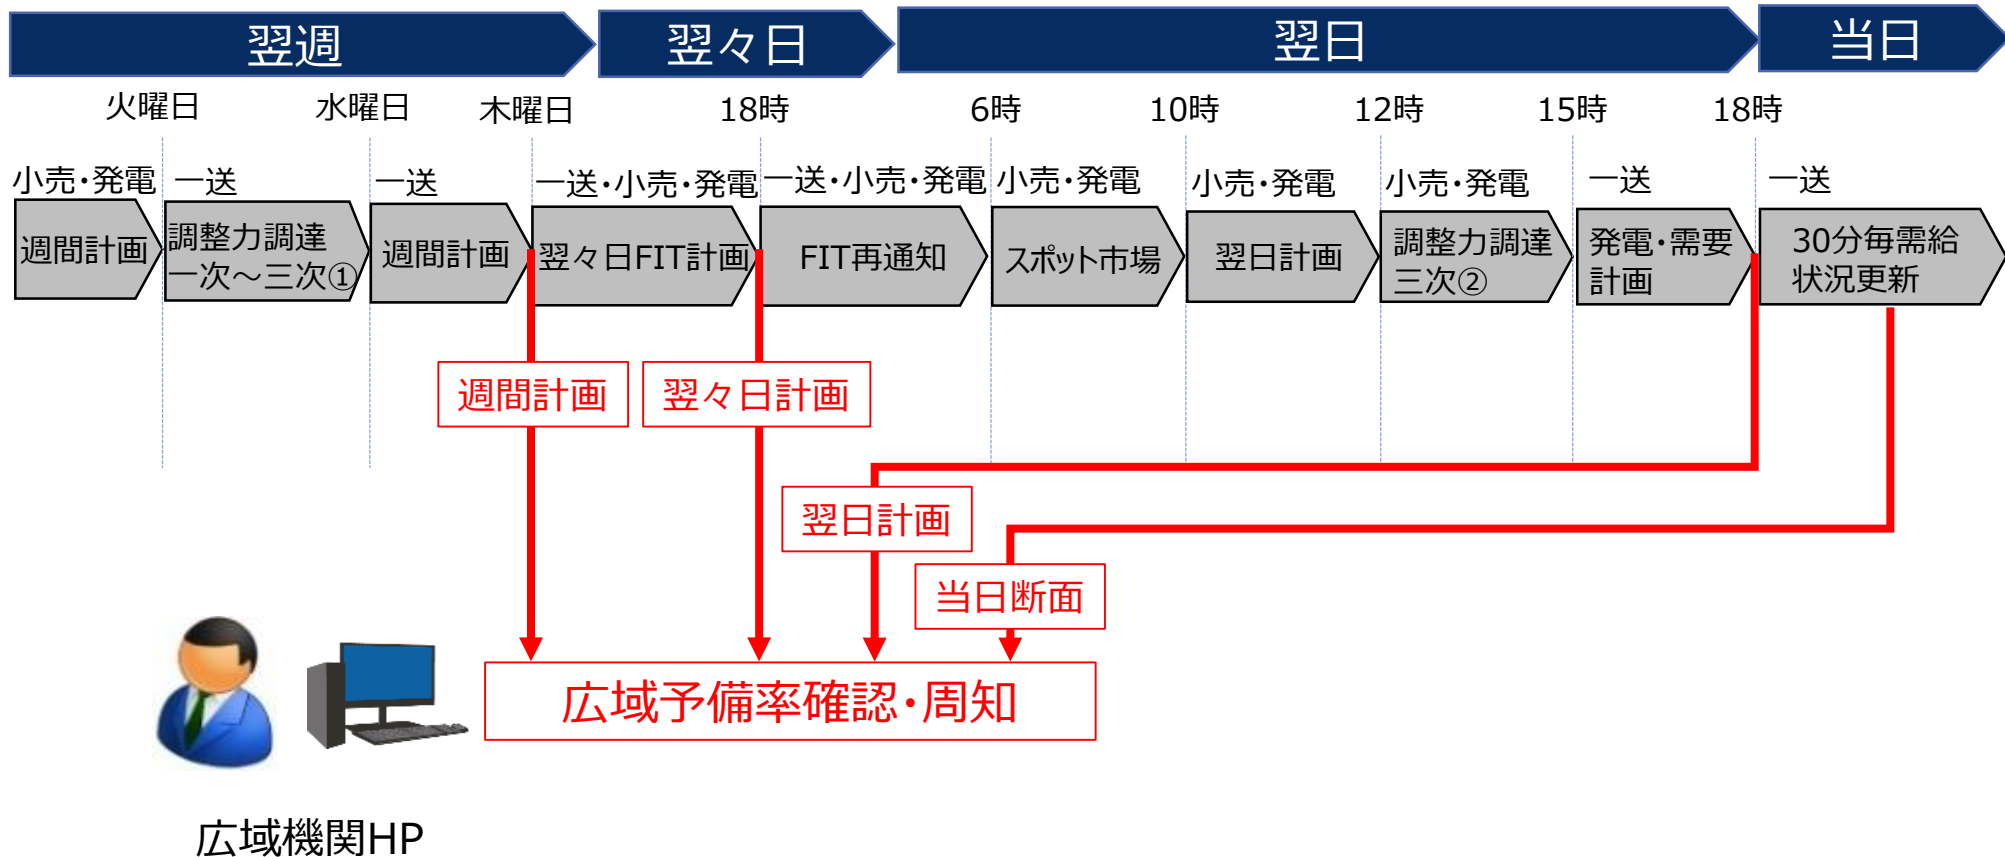 翌週
翌々日
翌日
当日
火曜日
水曜日
木曜日
18時
6時
10時
12時
15時
18時
小売・発電
一送
一送
一送・小売・発電
一送・小売・発電
小売・発電
小売・発電
小売・発電
一送
一送
週間計画
調整力調達
一次～三次①
週間計画
翌々日FIT計画
FIT再通知
スポット市場
翌日計画
調整力調達
三次②
発電・需要
計画
30分毎需給
状況更新
週間計画
翌々日計画
翌日計画
当日断面
広域予備率確認・周知
広域機関HP